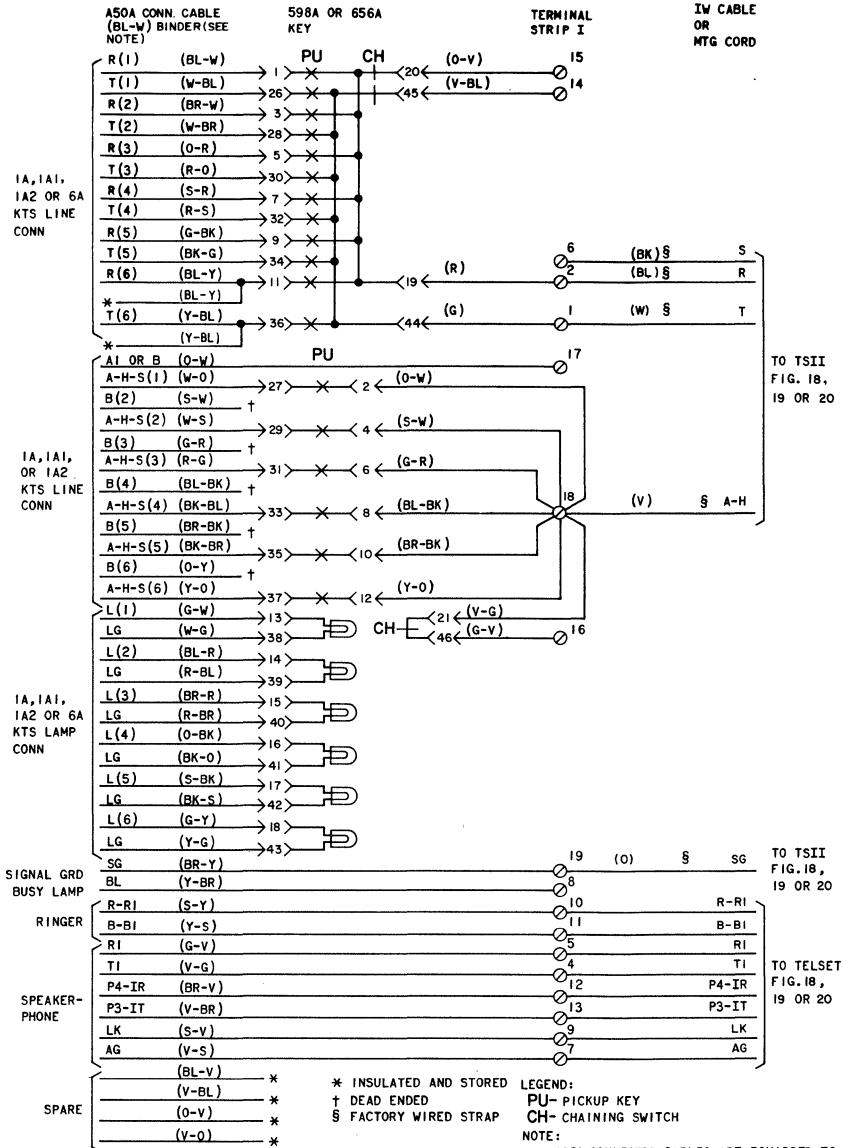 A50A CONN. CABLE (BL-W) BINDER(SEE NOTE)
598A OR 656A KEY
TERMINAL STRIP I
IW CABLE OR MTG CORD
PU CH
R(1) (BL-W) 1 20 (O-V) 15
T(1) (W-BL) 26 45 (V-BL) 14
R(2) (BR-W) 3
T(2) (W-BR) 28
R(3) (O-R) 5
T(3) (R-O) 30
R(4) (S-R) 7
T(4) (R-S) 32
R(5) (G-BK) 9
T(5) (BK-G) 34 6 (BK) § S
R(6) (BL-Y) 11 19 (R) 2 (BL) § R
* (BL-Y)
T(6) (Y-BL) 36 44 (G) 1 (W) § T
* (Y-BL)
1A, 1A1, 1A2 OR 6A KTS LINE CONN
TO TSII FIG. 18, 19 OR 20
PU
A1 OR B (O-W) 17
A-H-S(1) (W-O) 27 2 (O-W)
B(2) (S-W) †
A-H-S(2) (W-S) 29 4 (S-W)
B(3) (G-R) †
A-H-S(3) (R-G) 31 6 (G-R)
B(4) (BL-BK) †
A-H-S(4) (BK-BL) 33 8 (BL-BK) 18 (V) § A-H
B(5) (BR-BK) †
A-H-S(5) (BK-BR) 35 10 (BR-BK)
B(6) (O-Y) †
A-H-S(6) (Y-O) 37 12 (Y-O)
1A, 1A1, OR 1A2 KTS LINE CONN
L(1) (G-W) 13 CH 21 (V-G)
LG (W-G) 38 46 (G-V) 16
L(2) (BL-R) 14
LG (R-BL) 39
L(3) (BR-R) 15
LG (R-BR) 40
L(4) (O-BK) 16
LG (BK-O) 41
L(5) (S-BK) 17
LG (BK-S) 42
L(6) (G-Y) 18
LG (Y-G) 43
1A, 1A1, 1A2 OR 6A KTS LAMP CONN
SIGNAL GRD SG (BR-Y) 19 (O) § SG
BUSY LAMP BL (Y-BR) 8
TO TSII FIG. 18, 19 OR 20
RINGER
R-R1 (S-Y) 10 R-R1
B-B1 (Y-S) 11 B-B1
SPEAKER-PHONE
R1 (G-V) 5 R1
T1 (V-G) 4 T1
P4-1R (BR-V) 12 P4-1R
P3-1T (V-BR) 13 P3-1T
LK (S-V) 9 LK
AG (V-S) 7 AG
TO TELSET FIG. 18, 19 OR 20
SPARE
(BL-V) *
(V-BL) *
(O-V) *
(V-O) *
* INSULATED AND STORED
† DEAD ENDED
§ FACTORY WIRED STRAP
LEGEND:
PU- PICKUP KEY
CH- CHAINING SWITCH
NOTE: